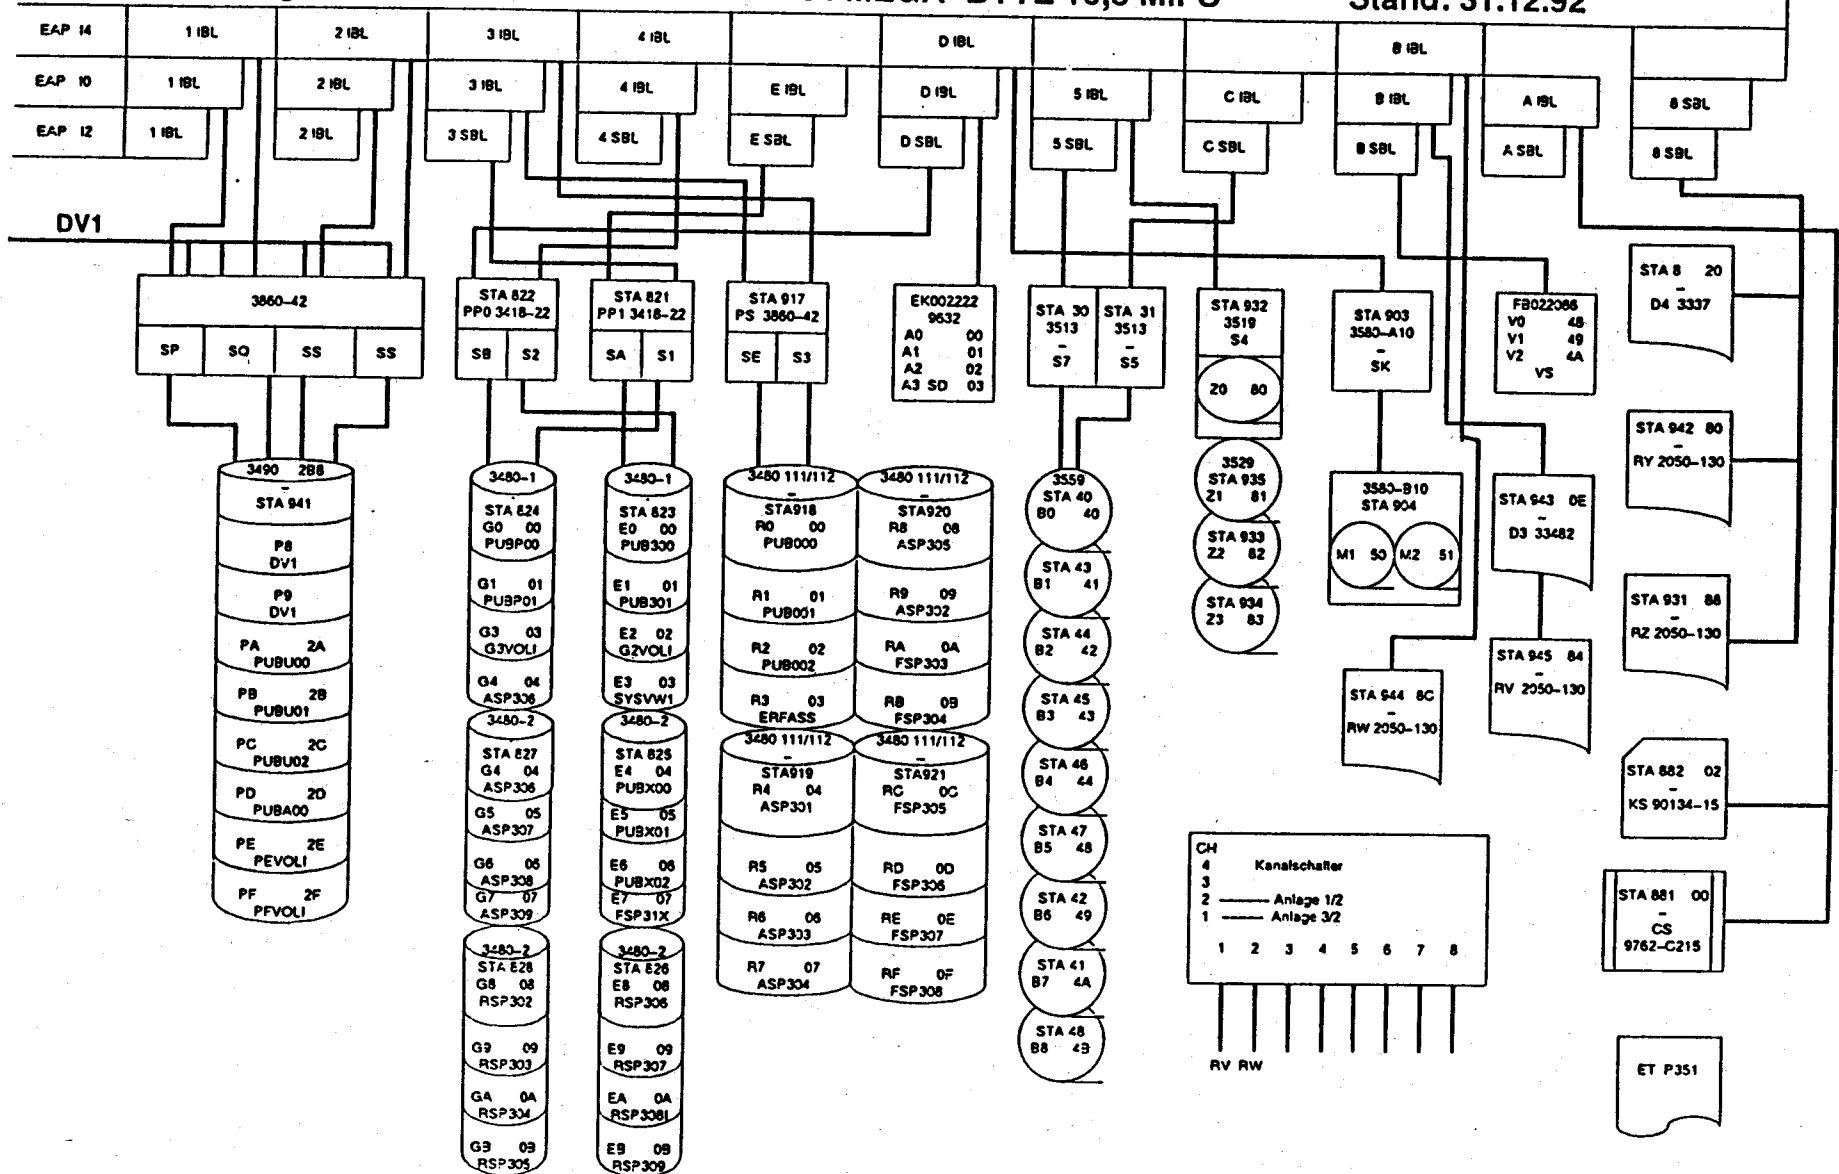 Stand: 31.12.92
EAP I4 1 IBL 2 IBL 3 IBL 4 IBL D IBL B IBL
EAP I0 1 IBL 2 IBL 3 IBL 4 IBL E IBL D IBL 5 IBL C IBL B IBL A IBL 8 SBL
EAP I2 1 IBL 2 IBL 3 SBL 4 SBL E SBL D SBL 5 SBL C SBL B SBL A SBL 8 SBL
DV1
3860-42
SP SQ SS SS
3490 2B8
-
STA 941
P8
DV1
P9
DV1
PA 2A
PUBU00
PB 2B
PUBU01
PC 2C
PUBU02
PD 2D
PUBA00
PE 2E
PEVOLI
PF 2F
PFVOLI
STA 822
PP0 3418-22
SB S2
3480-1
STA 824
G0 00
PUBP00
G1 01
PUBP01
G3 03
G3VOLI
G4 04
ASP306
3480-2
STA 827
G4 04
ASP306
G5 05
ASP307
G6 06
ASP308
G7 07
ASP309
3480-2
STA 828
G8 08
RSP302
G9 09
RSP303
GA 0A
RSP304
GB 0B
RSP305
STA 821
PP1 3418-22
SA S1
3480-1
STA 823
E0 00
PUB300
E1 01
PUB301
E2 02
G2VOLI
E3 03
SYSVW1
3480-2
STA 825
E4 04
PUBX00
E5 05
PUBX01
E6 06
PUBX02
E7 07
FSP31X
3480-2
STA 826
E8 08
RSP306
E9 09
RSP307
EA 0A
RSP308I
EB 0B
RSP309
STA 917
PS 3860-42
SE S3
3480 111/112
-
STA918
R0 00
PUB000
R1 01
PUB001
R2 02
PUB002
R3 03
ERFASS
3480 111/112
-
STA919
R4 04
ASP301
R5 05
ASP302
R6 06
ASP303
R7 07
ASP304
3480 111/112
-
STA920
R8 08
ASP305
R9 09
ASP302
RA 0A
FSP303
RB 0B
FSP304
3480 111/112
-
STA921
RC 0C
FSP305
RD 0D
FSP306
RE 0E
FSP307
RF 0F
FSP308
EK002222
9632
A0 00
A1 01
A2 02
A3 SD 03
STA 30
3513
-
S7
STA 31
3513
-
S5
3559
STA 40
B0 40
STA 43
B1 41
STA 44
B2 42
STA 45
B3 43
STA 46
B4 44
STA 47
B5 48
STA 42
B6 49
STA 41
B7 4A
STA 48
B8 4B
STA 932
3519
S4
Z0 80
3529
STA 935
Z1 81
STA 933
Z2 82
STA 934
Z3 83
STA 903
3580-A10
-
SK
3580-B10
STA 904
M1 50 M2 51
FB022086
V0 48
V1 49
V2 4A
VS
STA 943 0E
-
D3 33482
STA 945 84
-
RV 2050-130
STA 944 8C
-
RW 2050-130
STA 8 20
-
D4 3337
STA 942 80
-
RY 2050-130
STA 931 88
-
RZ 2050-130
STA 882 02
-
KS 90134-15
STA 881 00
-
CS
9762-C215
ET P351
CH
4 Kanalschalter
3
2 Anlage 1/2
1 Anlage 3/2
1 2 3 4 5 6 7 8
RV RW